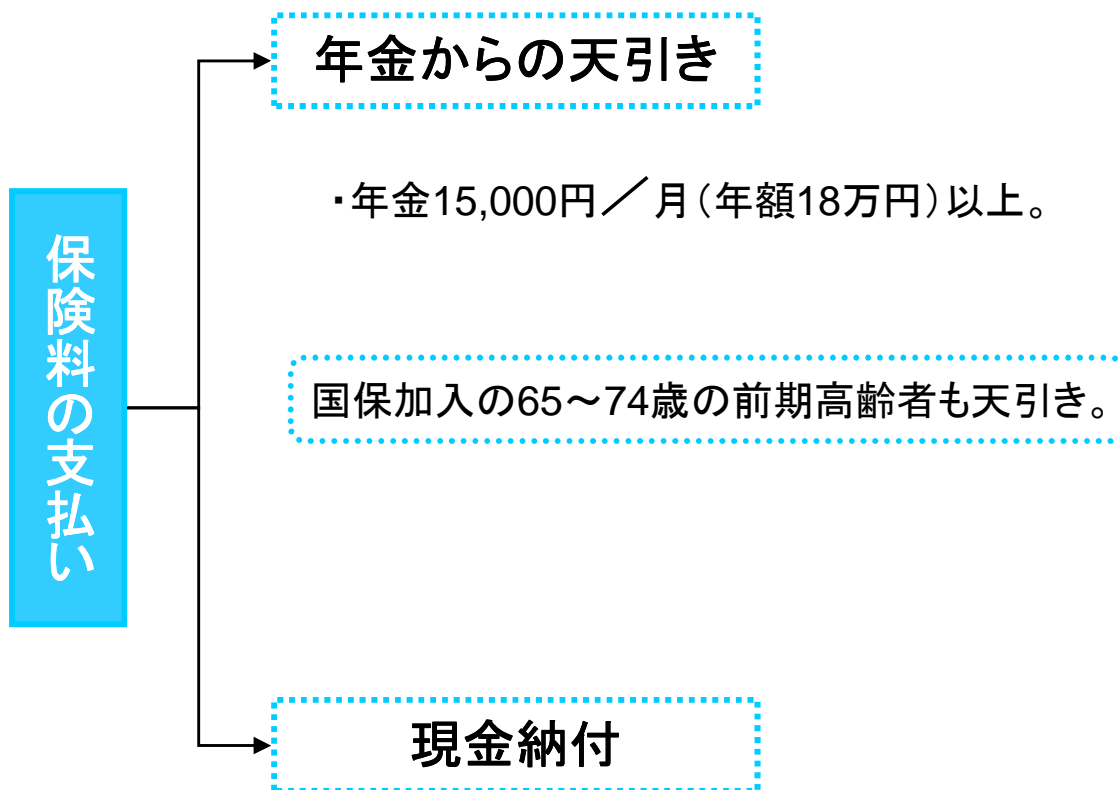 保険料の支払い
年金からの天引き
・年金15,000円／月（年額18万円）以上。
国保加入の65～74歳の前期高齢者も天引き。
現金納付